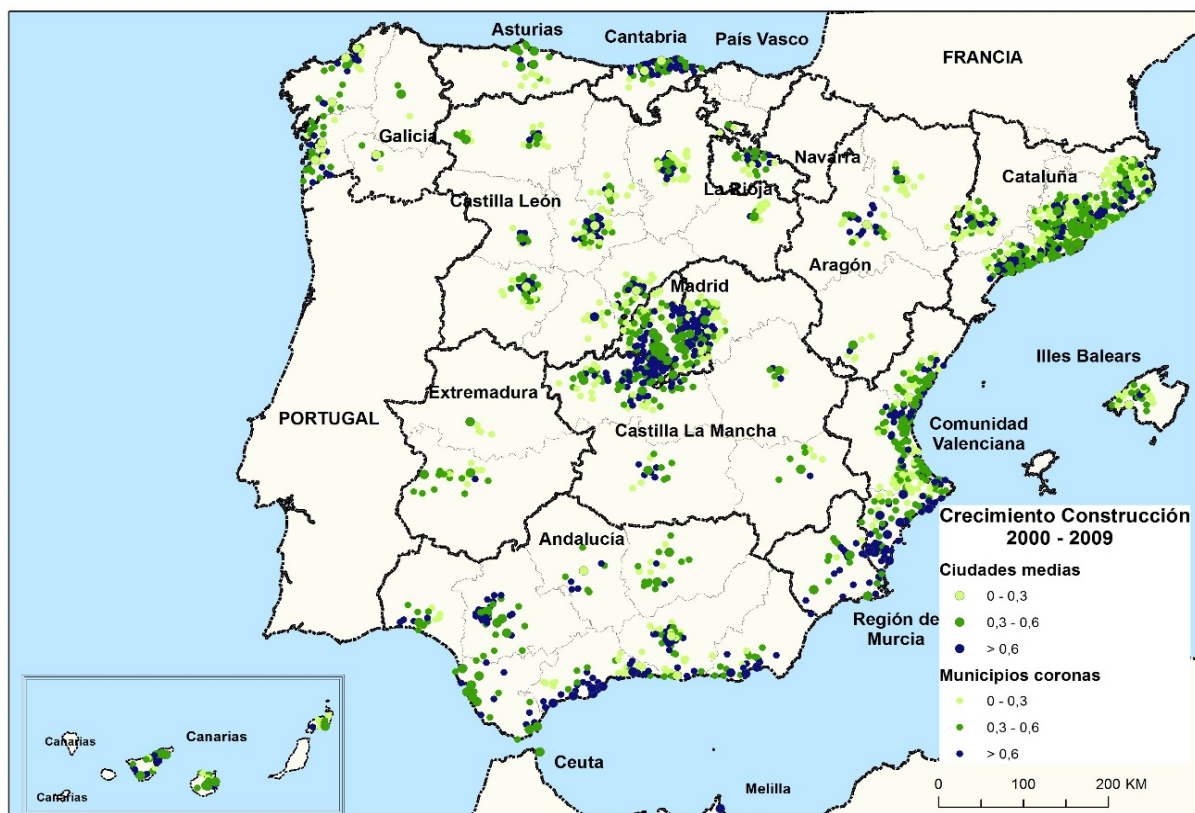 Asturias
Cantabria
País Vasco
FRANCIA
Galicia
Navarra
Cataluña
La Rioja
Castilla León
Aragón
Madrid
Illes Balears
Extremadura
PORTUGAL
Castilla La Mancha
Comunidad
Valenciana
Andalucía
Región de
Murcia
Crecimiento Construcción
2000 - 2009
Ciudades medias
0 - 0,3
0,3 - 0,6
> 0,6
Municipios coronas
0 - 0,3
0,3 - 0,6
> 0,6
0 100 200 KM
Canarias
Canarias
Canarias
Ceuta
Melilla